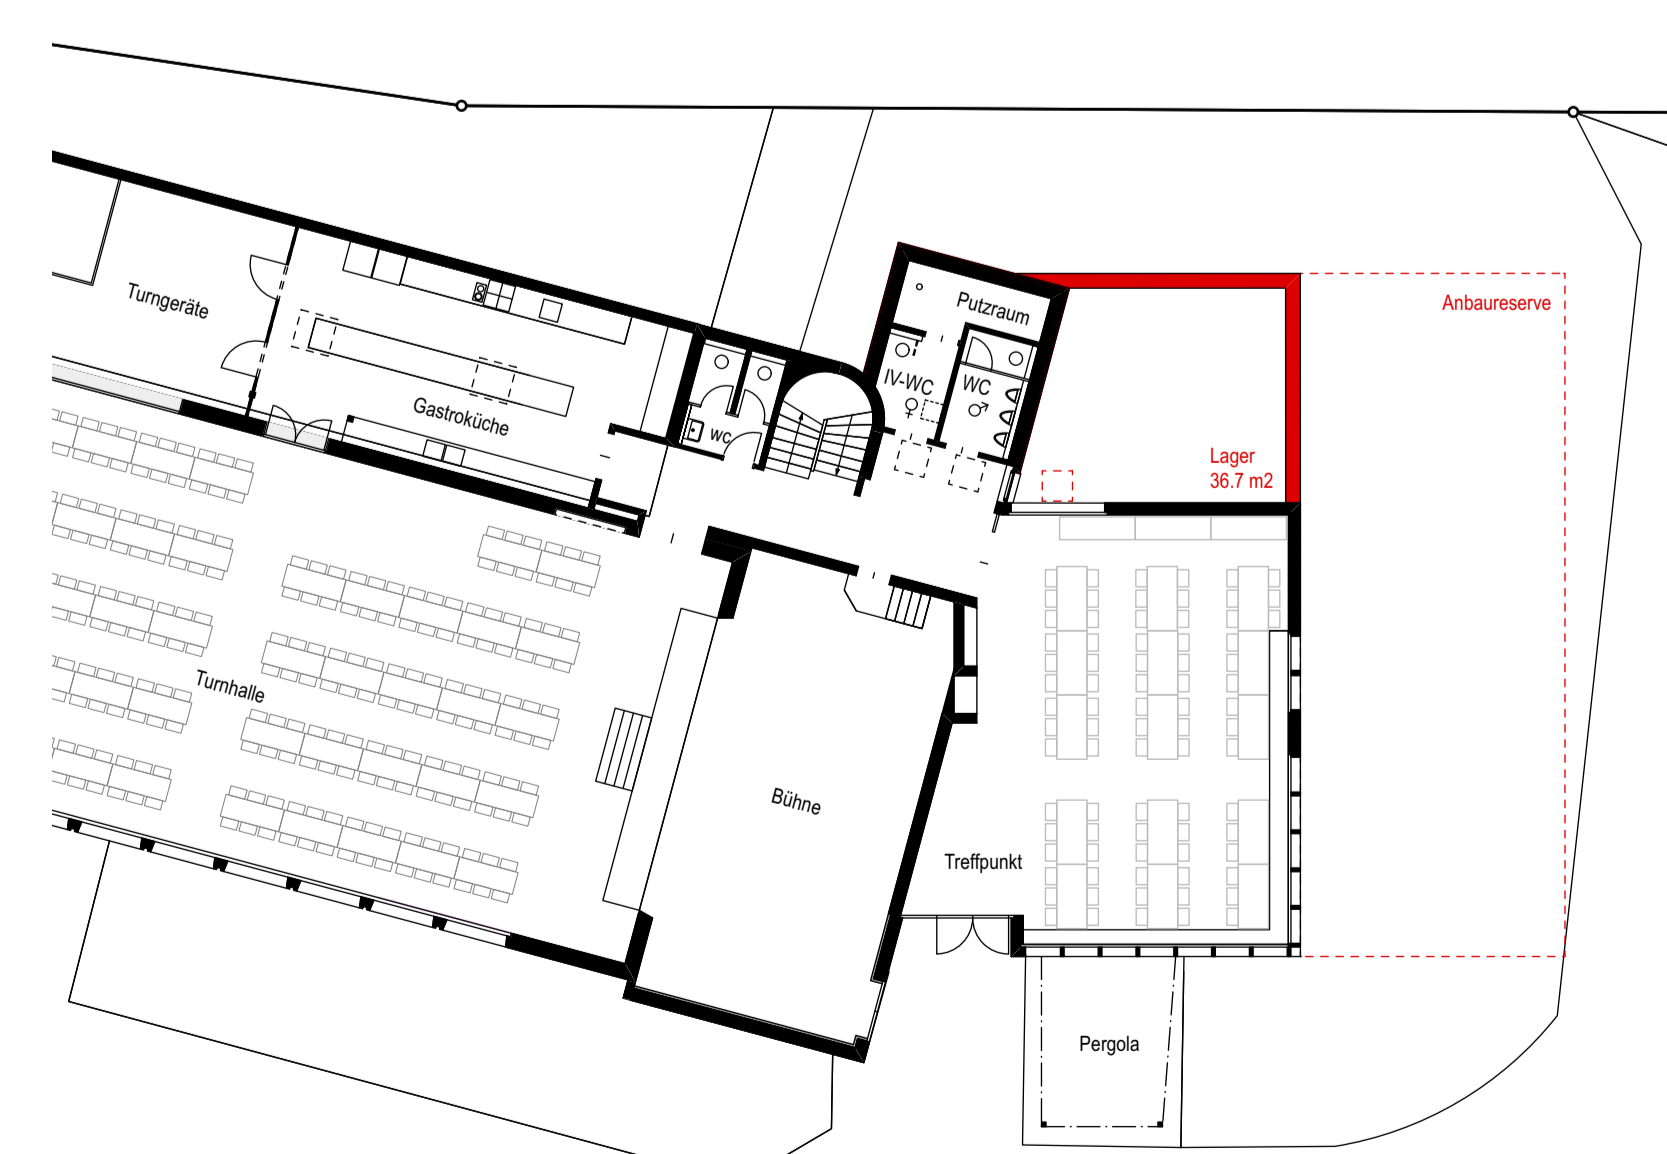 Turngeräte
Putzraum
Anbaureserve
IV-WC
WC
Gastroküche
WC
Lager
36.7 m2
Turnhalle
Bühne
Treffpunkt
Pergola